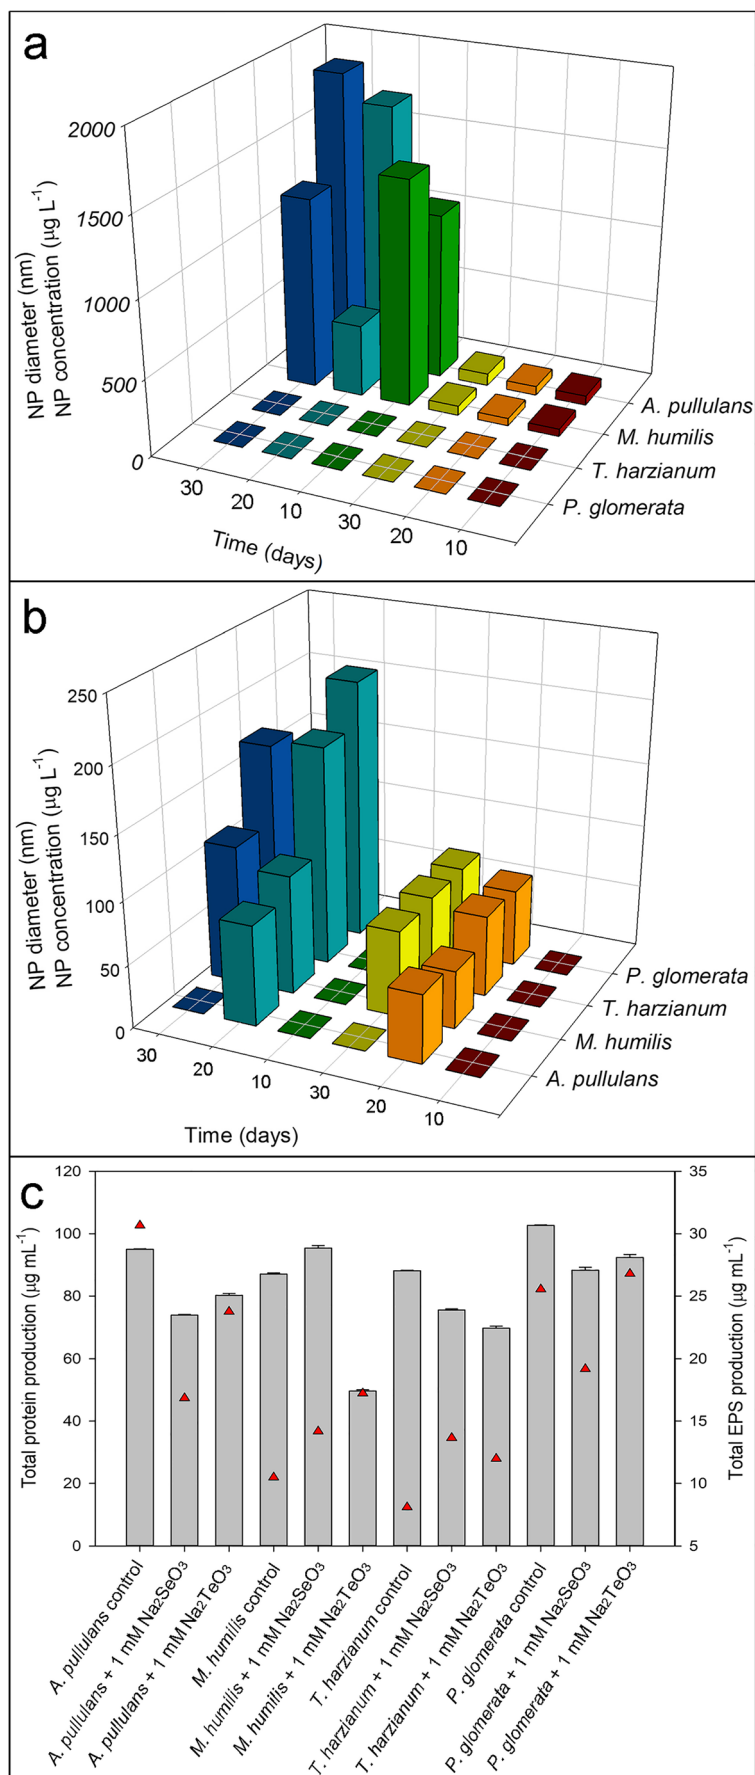 a
2000
1500
1000
500
0
NP diameter (nm)
NP concentration (µg L-1)
30
20
10
30
20
10
Time (days)
A. pullulans
M. humilis
T. harzianum
P. glomerata
b
250
200
150
100
50
0
NP diameter (nm)
NP concentration (µg L-1)
30
20
10
30
20
10
Time (days)
P. glomerata
T. harzianum
M. humilis
A. pullulans
c
120
100
80
60
40
20
0
Total protein production (µg mL-1)
35
30
25
20
15
10
5
Total EPS production (µg mL-1)
A. pullulans control
A. pullulans + 1 mM Na2SeO3
A. pullulans + 1 mM Na2TeO3
M. humilis control
M. humilis + 1 mM Na2SeO3
M. humilis + 1 mM Na2TeO3
T. harzianum control
T. harzianum + 1 mM Na2SeO3
T. harzianum + 1 mM Na2TeO3
P. glomerata control
P. glomerata + 1 mM Na2SeO3
P. glomerata + 1 mM Na2TeO3